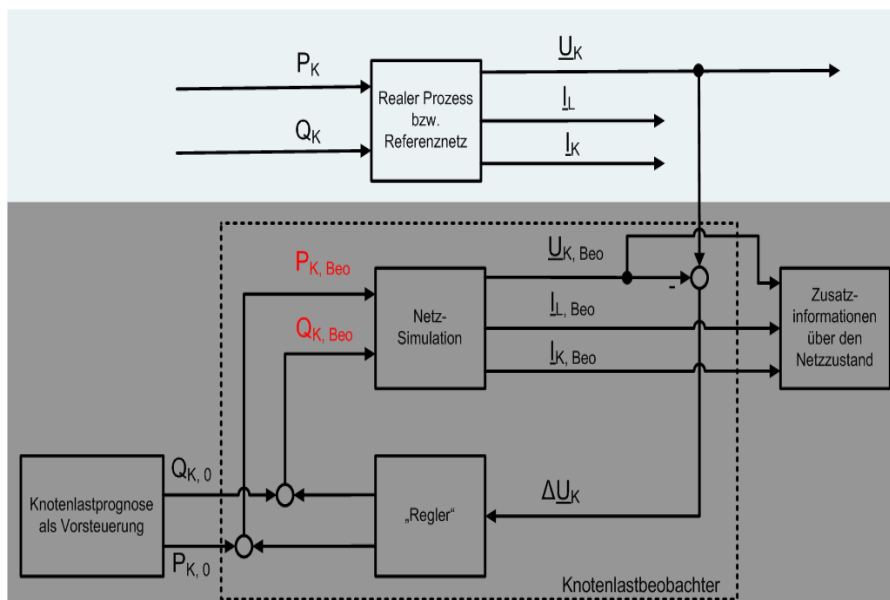 P_K
U_K
Realer Prozess
bzw.
Referenznetz
I_L
Q_K
I_K
P_K, Beo
U_K, Beo
-
Netz-
Simulation
Q_K, Beo
I_L, Beo
I_K, Beo
Zusatz-
informationen
über den
Netzzustand
Q_K, 0
Knotenlastprognose
als Vorsteuerung
P_K, 0
„Regler“
ΔU_K
Knotenlastbeobachter